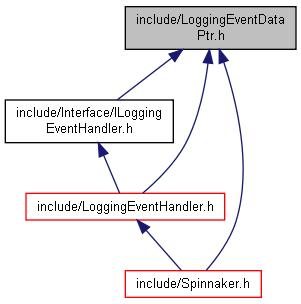 include/LoggingEventData
Ptr.h
include/Interface/ILogging
EventHandler.h
include/LoggingEventHandler.h
include/Spinnaker.h